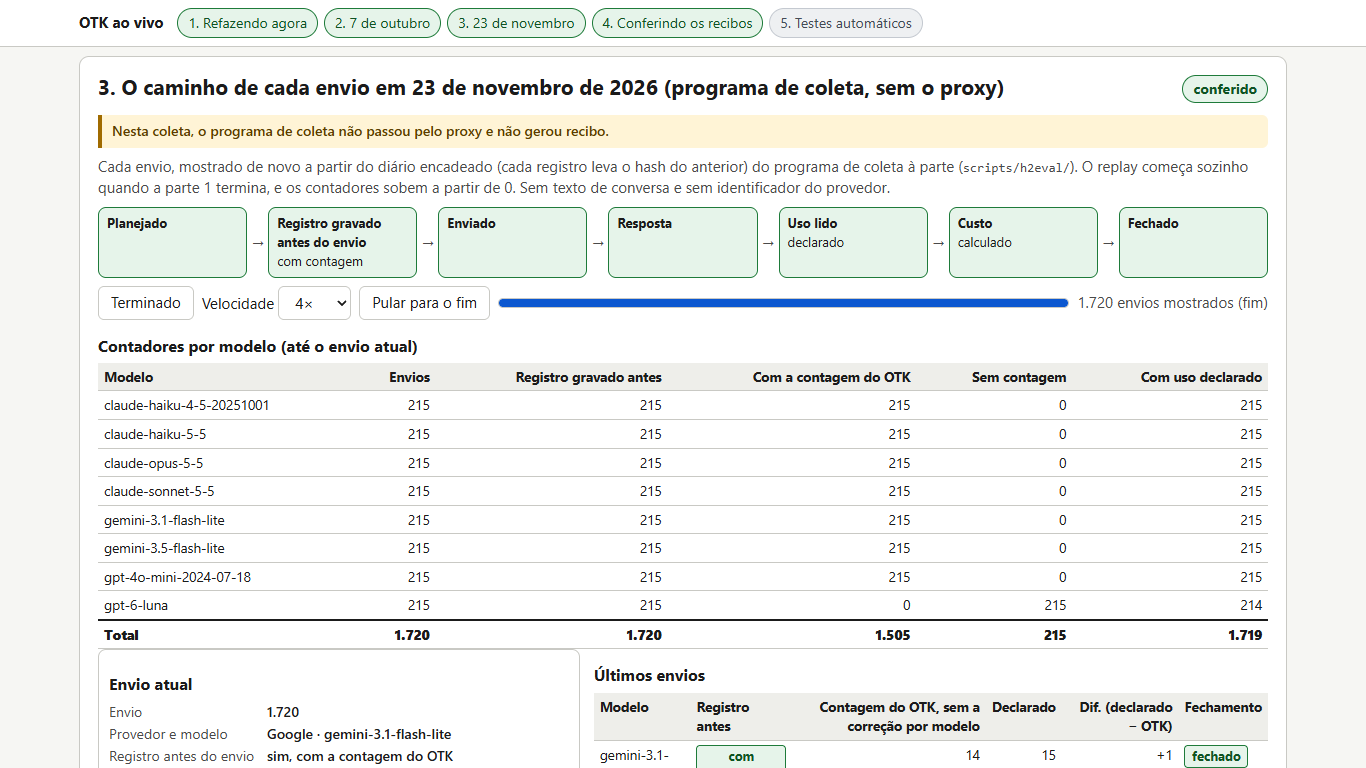 OTK ao vivo 1. Refazendo agora 2. 7 de outubro 3. 23 de novembro 4. Conferindo os recibos 5. Testes automáticos
3. O caminho de cada envio em 23 de novembro de 2026 (programa de coleta, sem o proxy) conferido
Nesta coleta, o programa de coleta não passou pelo proxy e não gerou recibo.
Cada envio, mostrado de novo a partir do diário encadeado (cada registro leva o hash do anterior) do programa de coleta à parte (scripts/h2eval/). O replay começa sozinho
quando a parte 1 termina, e os contadores sobem a partir de 0. Sem texto de conversa e sem identificador do provedor.
Planejado → Registro gravado antes do envio com contagem → Enviado → Resposta → Uso lido declarado → Custo calculado → Fechado
Terminado Velocidade 4× Pular para o fim 1.720 envios mostrados (fim)
Contadores por modelo (até o envio atual)
Modelo Envios Registro gravado antes Com a contagem do OTK Sem contagem Com uso declarado
claude-haiku-4-5-20251001 215 215 215 0 215
claude-haiku-5-5 215 215 215 0 215
claude-opus-5-5 215 215 215 0 215
claude-sonnet-5-5 215 215 215 0 215
gemini-3.1-flash-lite 215 215 215 0 215
gemini-3.5-flash-lite 215 215 215 0 215
gpt-4o-mini-2024-07-18 215 215 215 0 215
gpt-6-luna 215 215 0 215 214
Total 1.720 1.720 1.505 215 1.719
Envio atual
Envio 1.720
Provedor e modelo Google · gemini-3.1-flash-lite
Registro antes do envio sim, com a contagem do OTK
Últimos envios
Modelo Registro antes Contagem do OTK, sem a correção por modelo Declarado Dif. (declarado − OTK) Fechamento
gemini-3.1- com 14 15 +1 fechado